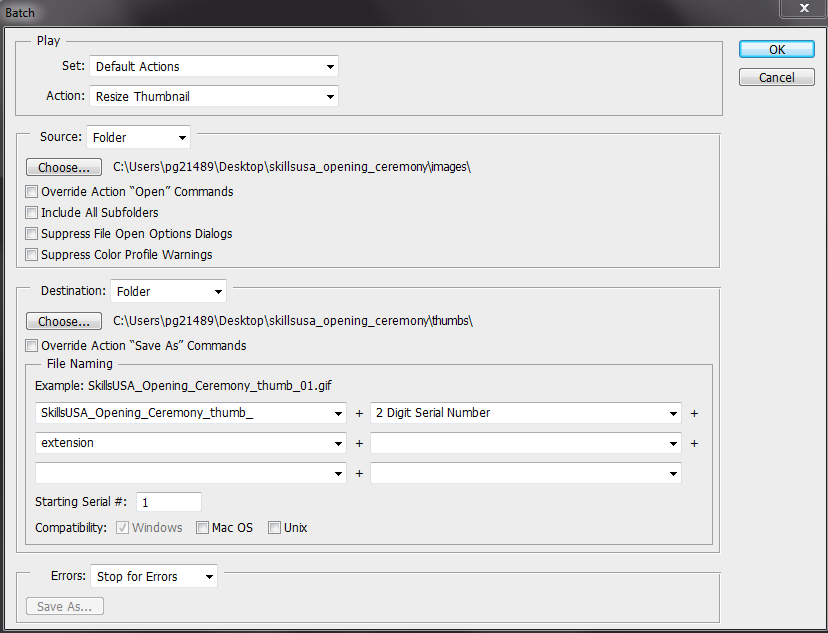 Batch
Play
Set: Default Actions
Action: Resize Thumbnail
OK
Cancel
Source: Folder
Choose... C:\Users\pg21489\Desktop\skillsusa_opening_ceremony\images\
Override Action “Open” Commands
Include All Subfolders
Suppress File Open Options Dialogs
Suppress Color Profile Warnings
Destination: Folder
Choose... C:\Users\pg21489\Desktop\skillsusa_opening_ceremony\thumbs\
Override Action “Save As” Commands
File Naming
Example: SkillsUSA_Opening_Ceremony_thumb_01.gif
SkillsUSA_Opening_Ceremony_thumb_ + 2 Digit Serial Number +
extension + +
+
Starting Serial #: 1
Compatibility: Windows Mac OS Unix
Errors: Stop for Errors
Save As...